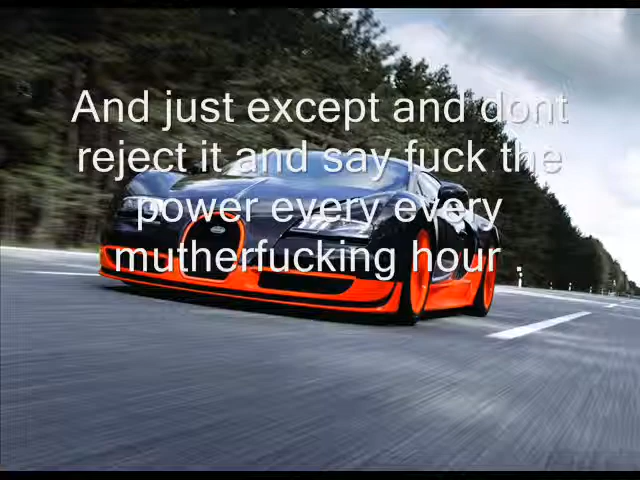 And just except and dont
reject it and say fuck the
power every every
mutherfucking hour